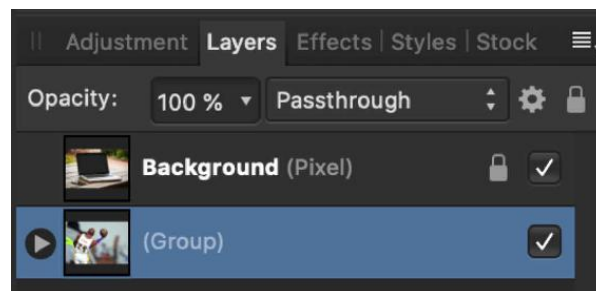 Adjustment Layers Effects | Styles | Stock
Opacity: 100 % Passthrough
Background (Pixel)
(Group)